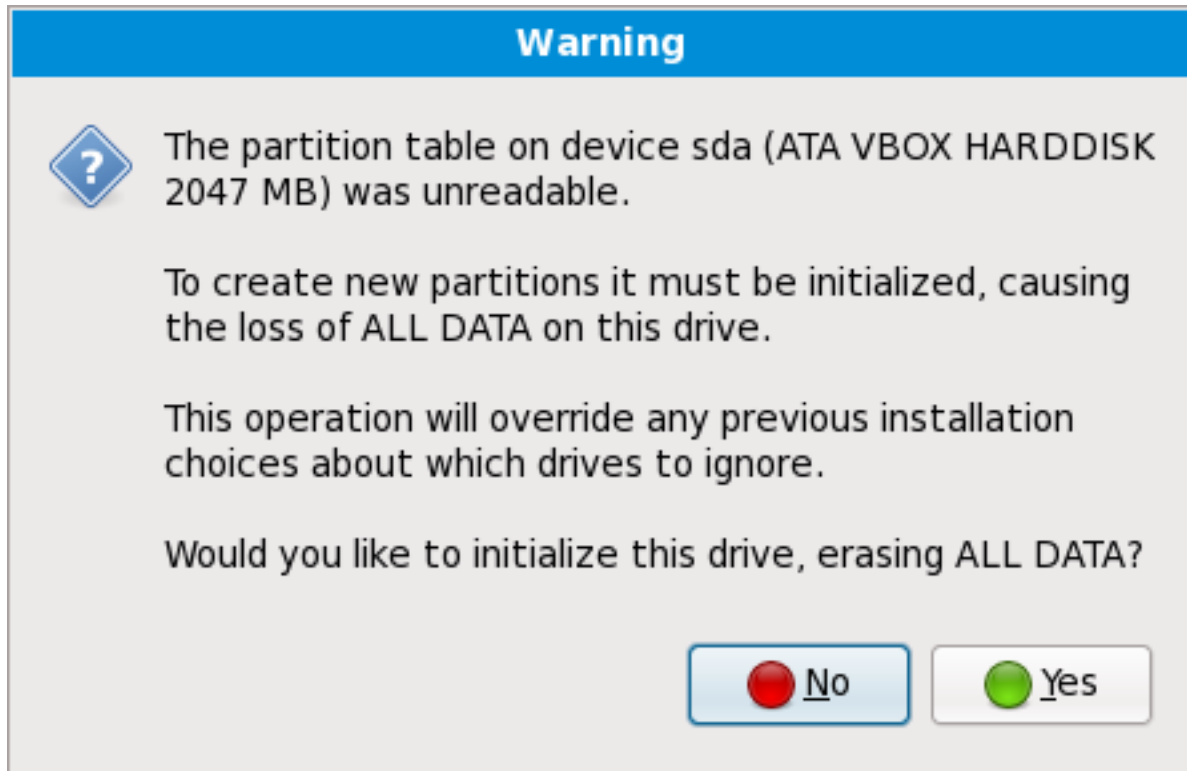 Warning
The partition table on device sda (ATA VBOX HARDDISK
2047 MB) was unreadable.
To create new partitions it must be initialized, causing
the loss of ALL DATA on this drive.
This operation will override any previous installation
choices about which drives to ignore.
Would you like to initialize this drive, erasing ALL DATA?
No Yes